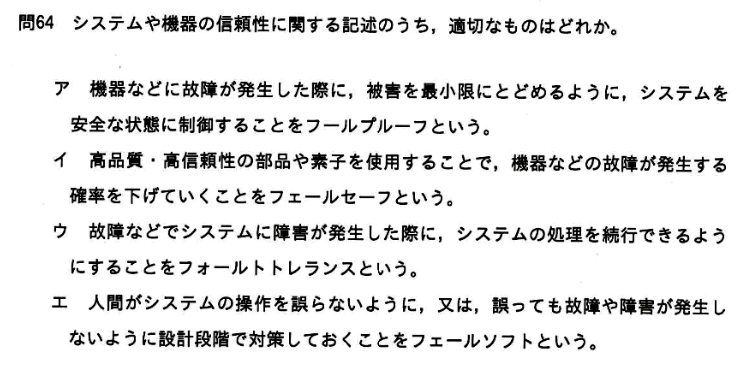 問64 システムや機器の信頼性に関する記述のうち，適切なものはどれか。
ア 機器などに故障が発生した際に，被害を最小限にとどめるように，システムを
安全な状態に制御することをフールプルーフという。
イ 高品質・高信頼性の部品や素子を使用することで，機器などの故障が発生する
確率を下げていくことをフェールセーフという。
ウ 故障などでシステムに障害が発生した際に，システムの処理を続行できるよう
にすることをフォールトトレランスという。
エ 人間がシステムの操作を誤らないように，又は，誤っても故障や障害が発生し
ないように設計段階で対策しておくことをフェールソフトという。